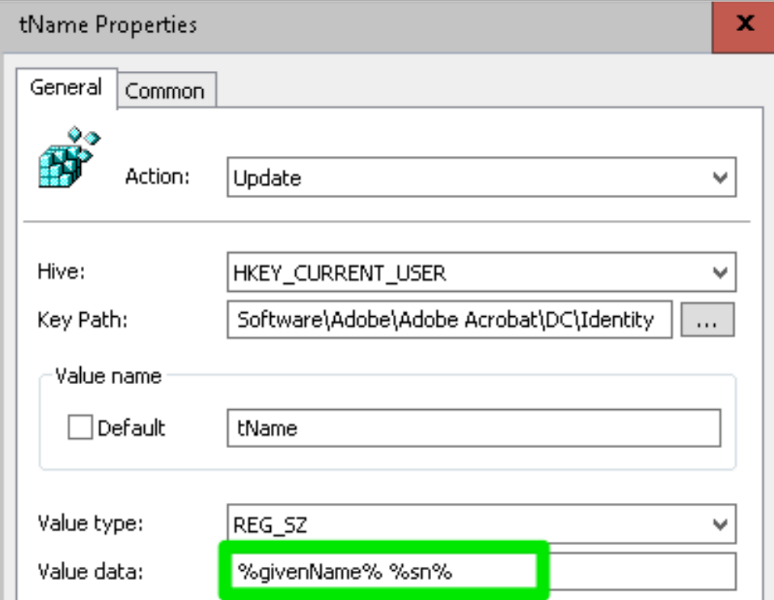 tName Properties
x
General
Common
Action:
Update
Hive:
HKEY_CURRENT_USER
Key Path:
Software\Adobe\Adobe Acrobat\DC\Identity
...
Value name
Default
tName
Value type:
REG_SZ
Value data:
%givenName% %sn%